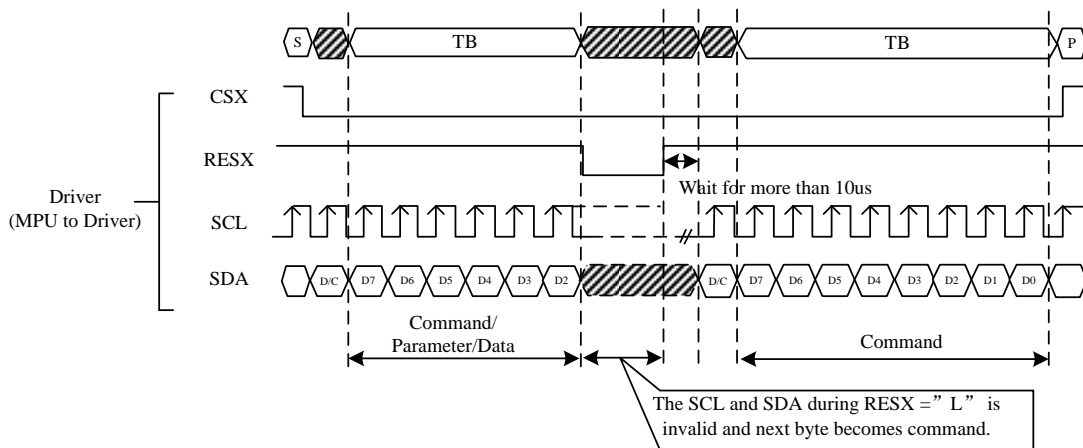 S TB TB P
CSX
RESX
Wait for more than 10us
Driver
(MPU to Driver)
SCL
SDA D/C D7 D6 D5 D4 D3 D2 D/C D7 D6 D5 D4 D3 D2 D1 D0
Command/
Parameter/Data
Command
The SCL and SDA during RESX =” L” is
invalid and next byte becomes command.